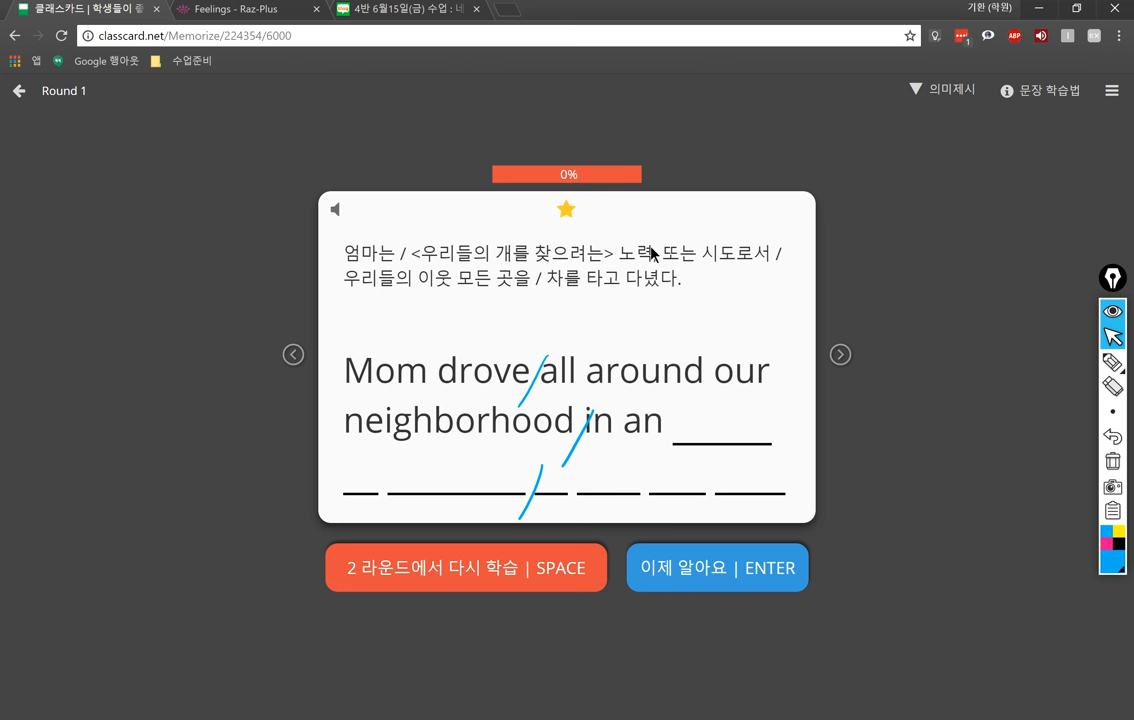 클래스카드 | 학생들이 즐
Feelings - Raz-Plus
4반 6월15일(금) 수업 : 네
기환 (학원)
classcard.net/Memorize/224354/6000
앱
Google 행아웃
수업준비
Round 1
의미제시
문장 학습법
0%
엄마는 / <우리들의 개를 찾으려는> 노력 또는 시도로서 /
우리들의 이웃 모든 곳을 / 차를 타고 다녔다.
Mom drove all around our
neighborhood in an
2 라운드에서 다시 학습 | SPACE
이제 알아요 | ENTER